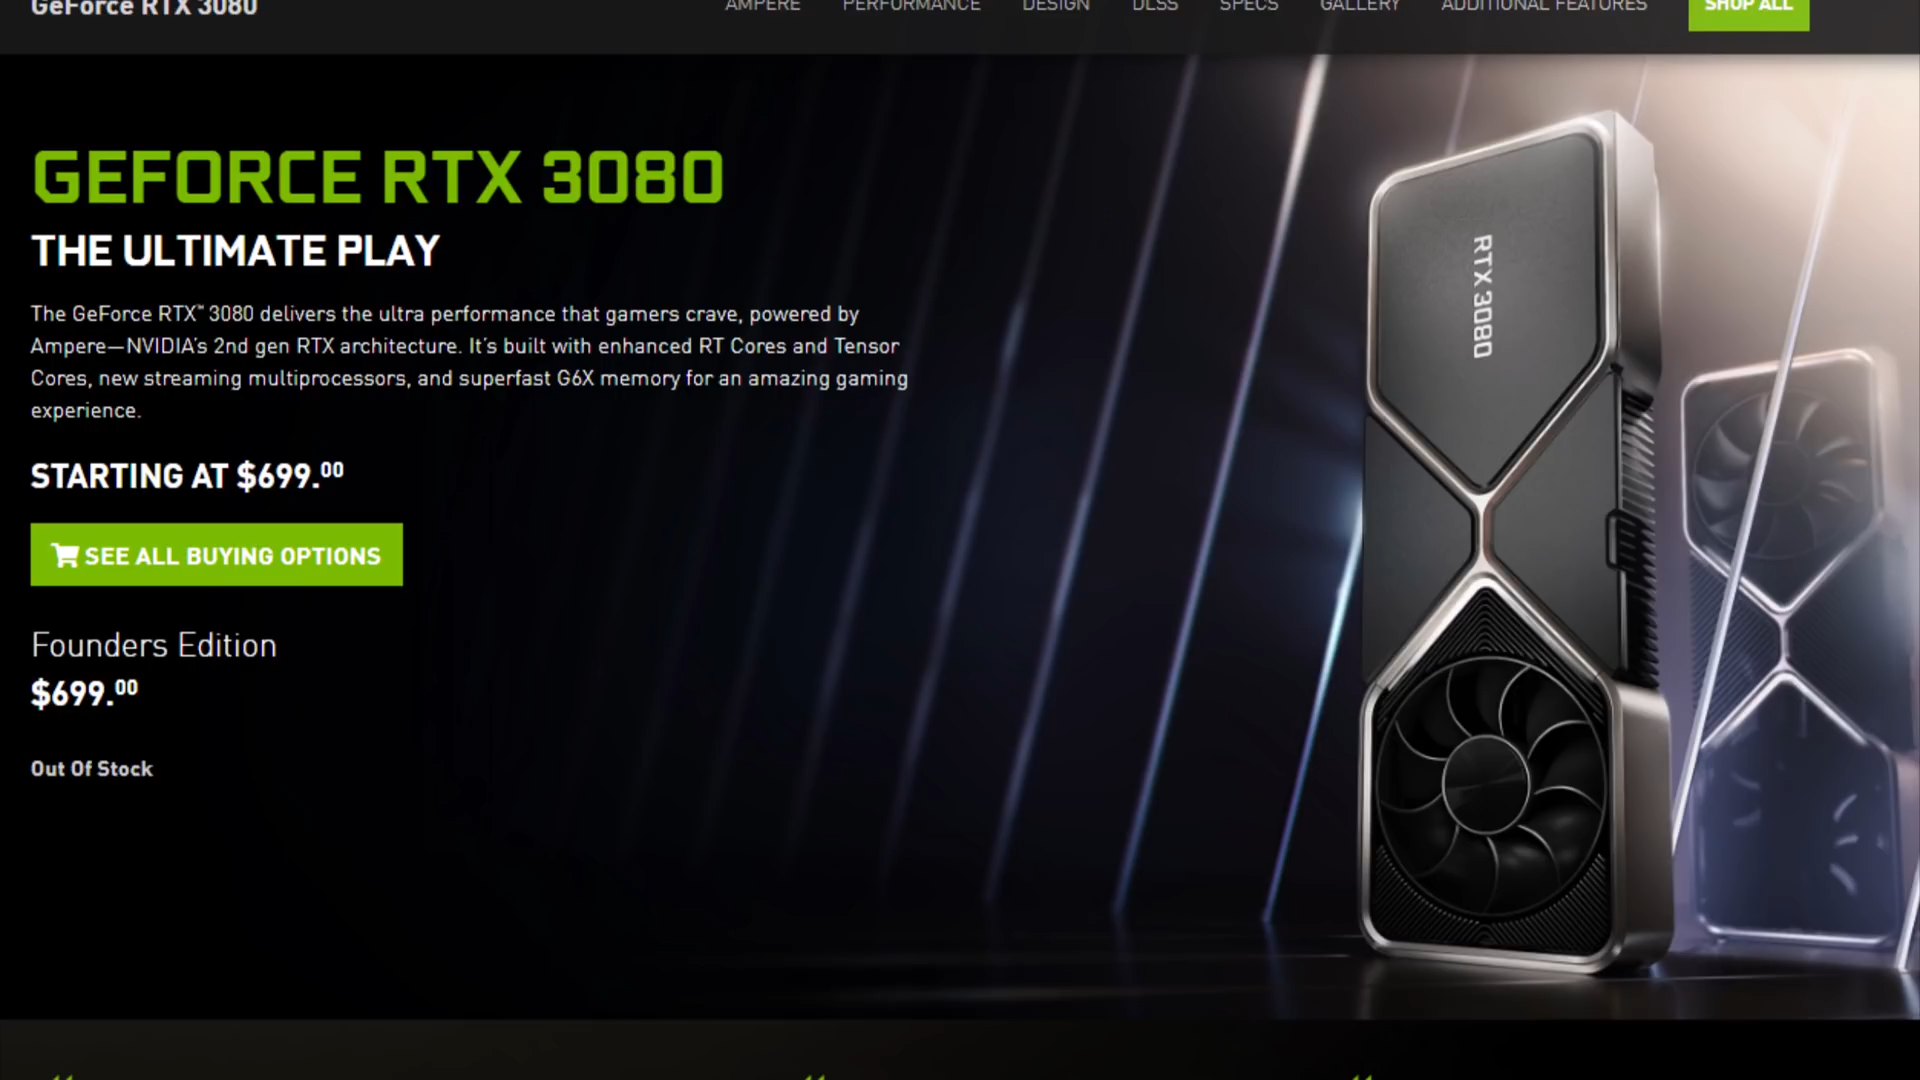 GeForce RTX 3080
AMPERE PERFORMANCE DESIGN DLSS SPECS GALLERY ADDITIONAL FEATURES SHOP ALL
GEFORCE RTX 3080
THE ULTIMATE PLAY
The GeForce RTX™ 3080 delivers the ultra performance that gamers crave, powered by
Ampere—NVIDIA's 2nd gen RTX architecture. It's built with enhanced RT Cores and Tensor
Cores, new streaming multiprocessors, and superfast G6X memory for an amazing gaming
experience.
STARTING AT $699.00
SEE ALL BUYING OPTIONS
Founders Edition
$699.00
Out Of Stock
RTX 3080